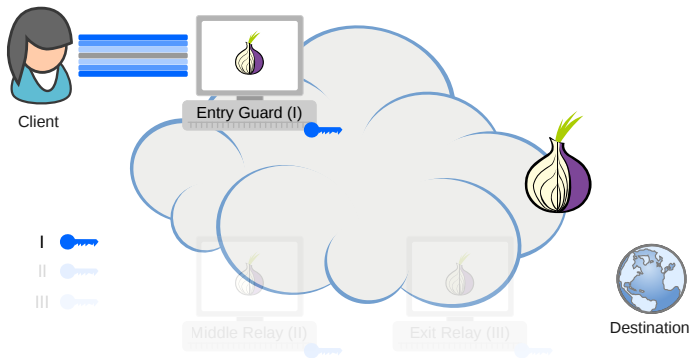 Entry Guard (I)
Client
I
II
III
Middle Relay (II)
Exit Relay (III)
Destination